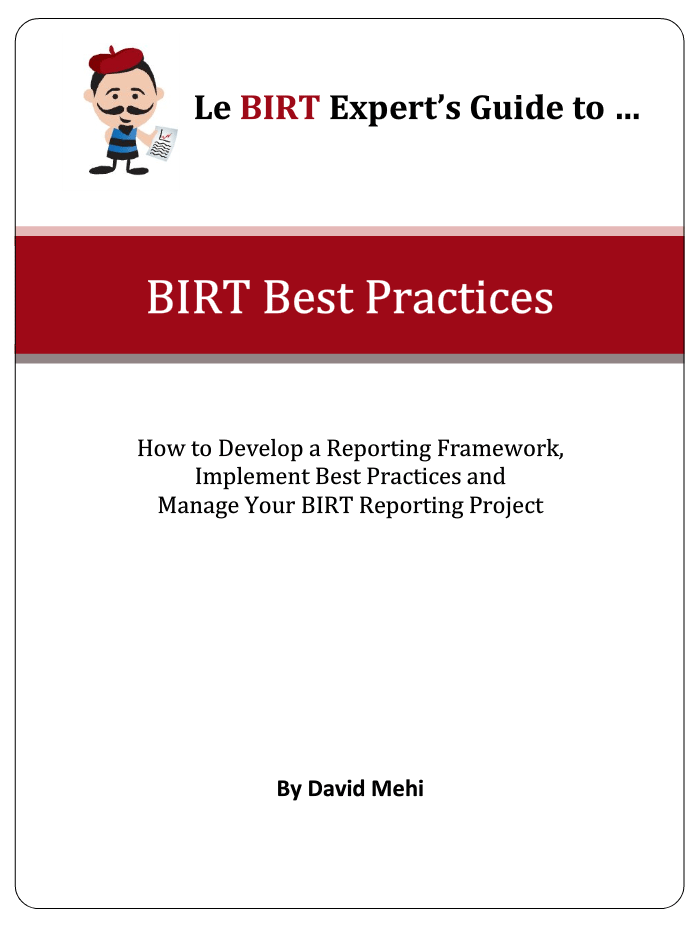 Le BIRT Expert’s Guide to ...
BIRT Best Practices
How to Develop a Reporting Framework,
Implement Best Practices and
Manage Your BIRT Reporting Project
By David Mehi